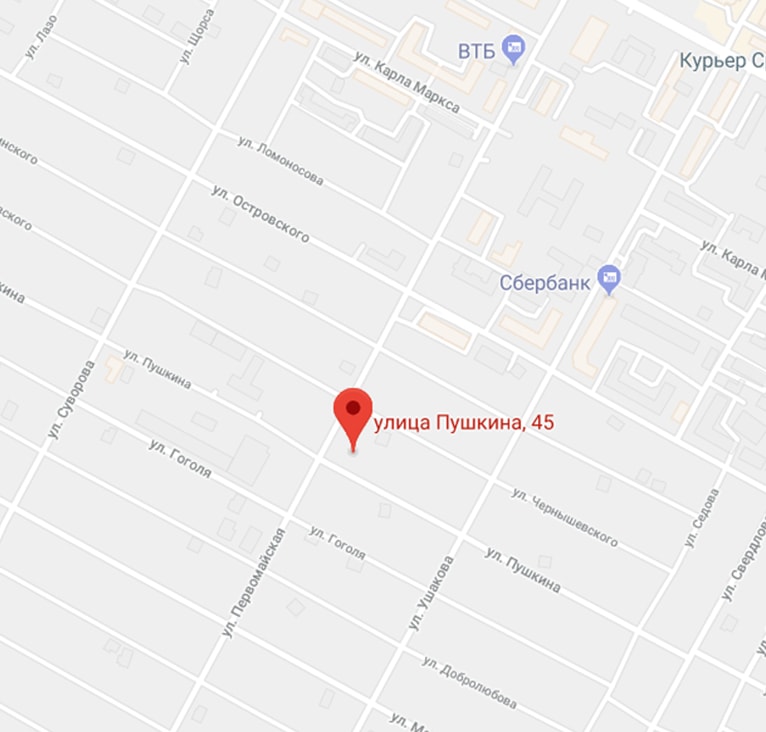 ул. Лазо
ул. Щорса
ВТБ
Курьер Ср
ул. Карла Маркса
ул. Ломоносова
инского
ул. Островского
вского
ул. Карла М
Сбербанк
кина
ул. Пушкина
ул. Суворова
улица Пушкина, 45
ул. Гоголя
ул. Чернышевского
ул. Седова
ул. Гоголя
ул. Пушкина
ул. Свердлов
ул. Первомайская
ул. Ушакова
ул. Добролюбова